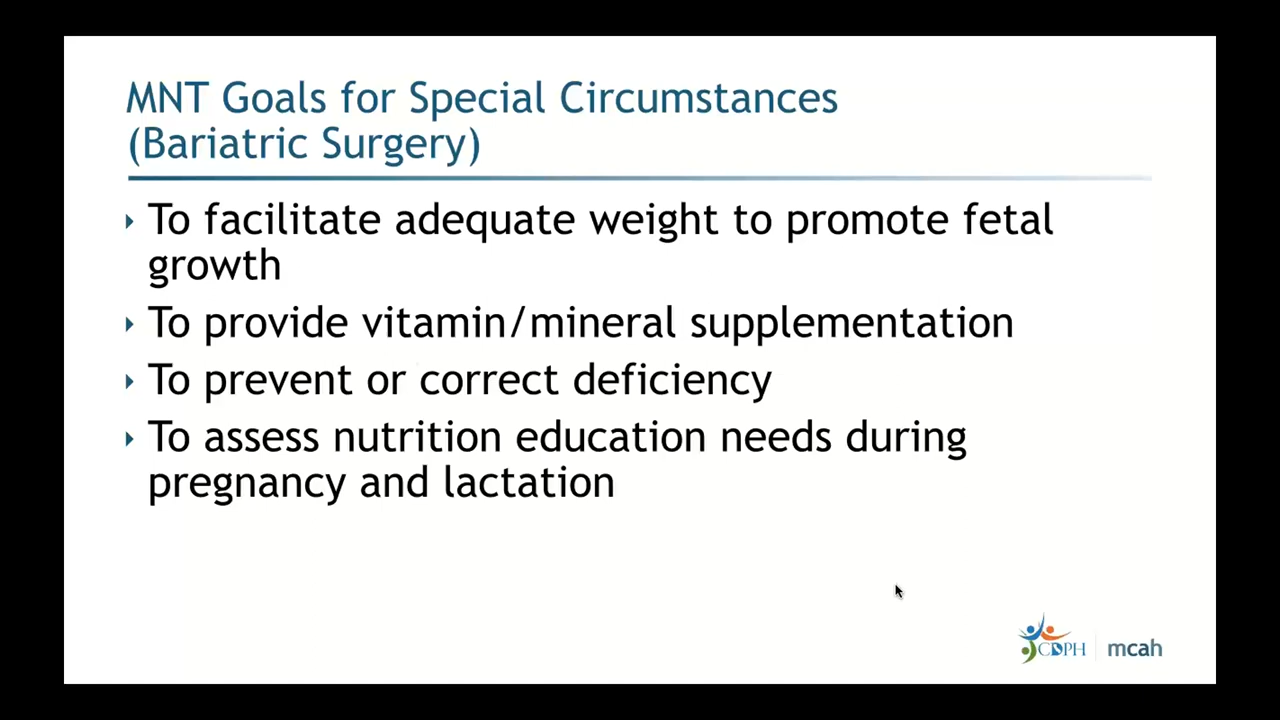 MNT Goals for Special Circumstances
(Bariatric Surgery)
To facilitate adequate weight to promote fetal
growth
To provide vitamin/mineral supplementation
To prevent or correct deficiency
To assess nutrition education needs during
pregnancy and lactation
CDPH mcah